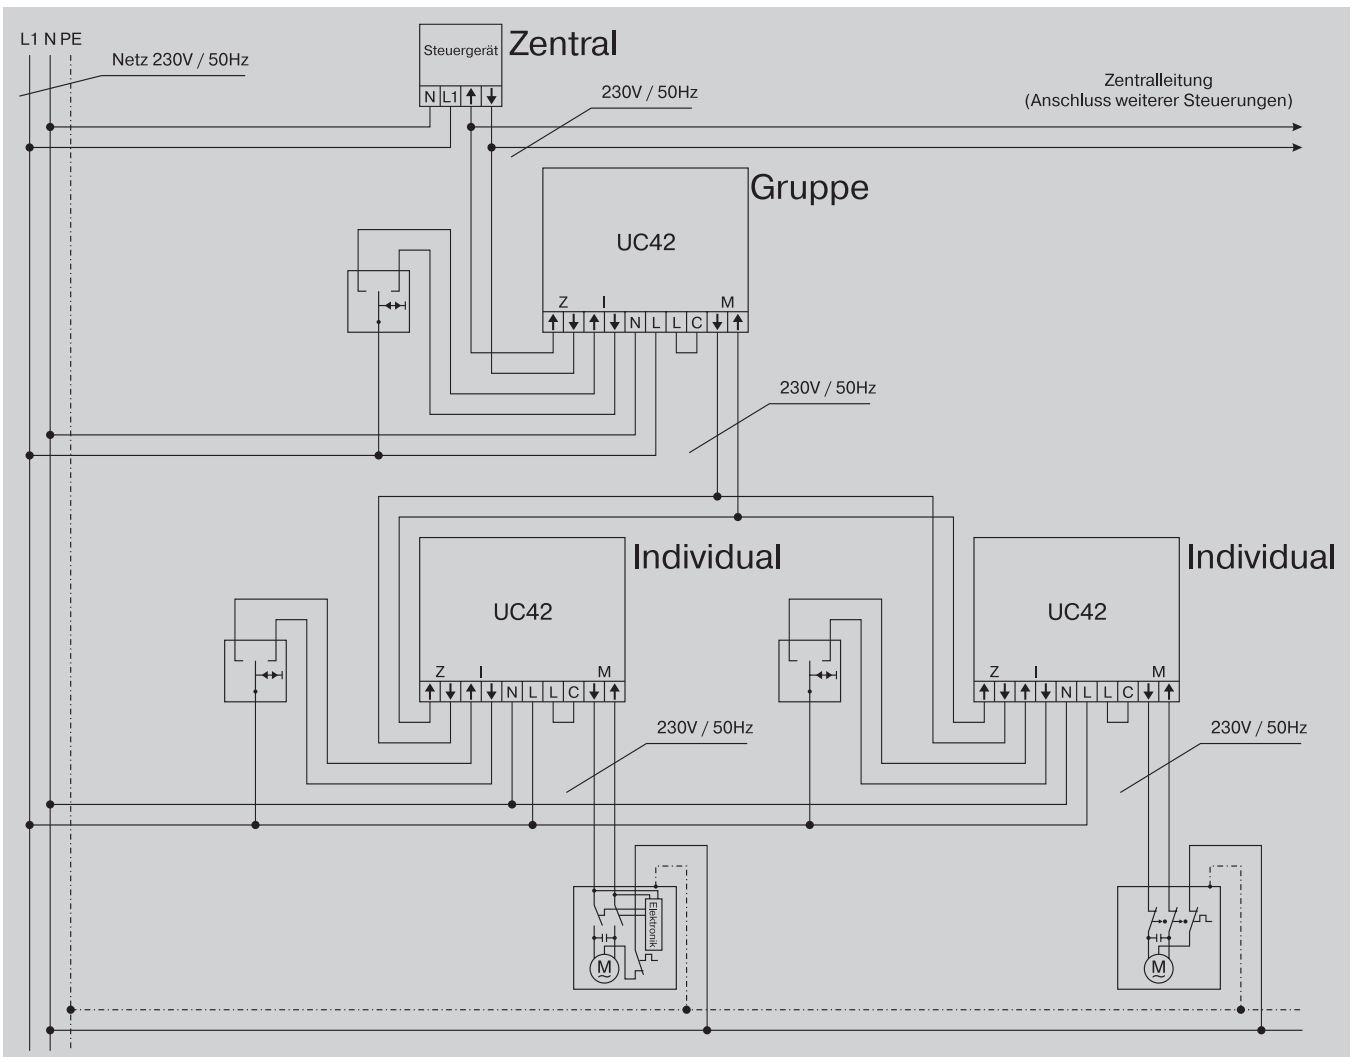 L1 N PE
Netz 230V / 50Hz
Steuergerät
Zentral
N L1
230V / 50Hz
Zentralleitung
(Anschluss weiterer Steuerungen)
Gruppe
UC42
Z I M
N L L C
230V / 50Hz
Individual
UC42
Z I M
N L L C
230V / 50Hz
Individual
UC42
Z I M
N L L C
230V / 50Hz
Elektronik
M
M